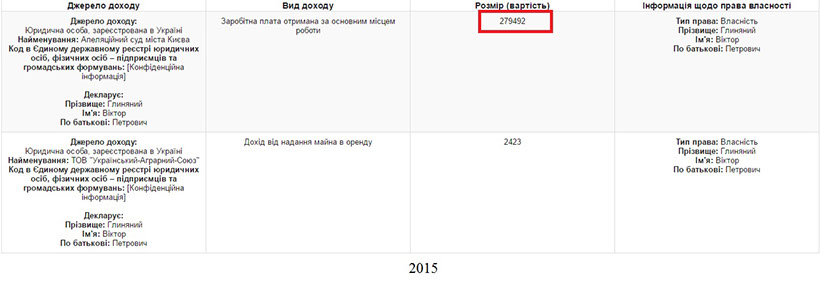 Джерело доходу
Вид доходу
Розмір (вартість)
Інформація щодо права власності
Джерело доходу:
Юридична особа, зареєстрована в Україні
Найменування: Апеляційний суд міста Києва
Код в Єдиному державному реєстрі юридичних
осіб, фізичних осіб – підприємців та
громадських формувань: [Конфіденційна
інформація]
Декларує:
Прізвище: Глиняний
Ім'я: Віктор
По батькові: Петрович
Заробітна плата отримана за основним місцем
роботи
279492
Тип права: Власність
Прізвище: Глиняний
Ім'я: Віктор
По батькові: Петрович
Джерело доходу:
Юридична особа, зареєстрована в Україні
Найменування: ТОВ "Український-Аграрний-Союз"
Код в Єдиному державному реєстрі юридичних
осіб, фізичних осіб – підприємців та
громадських формувань: [Конфіденційна
інформація]
Декларує:
Прізвище: Глиняний
Ім'я: Віктор
По батькові: Петрович
Дохід від надання майна в оренду
2423
Тип права: Власність
Прізвище: Глиняний
Ім'я: Віктор
По батькові: Петрович
2015